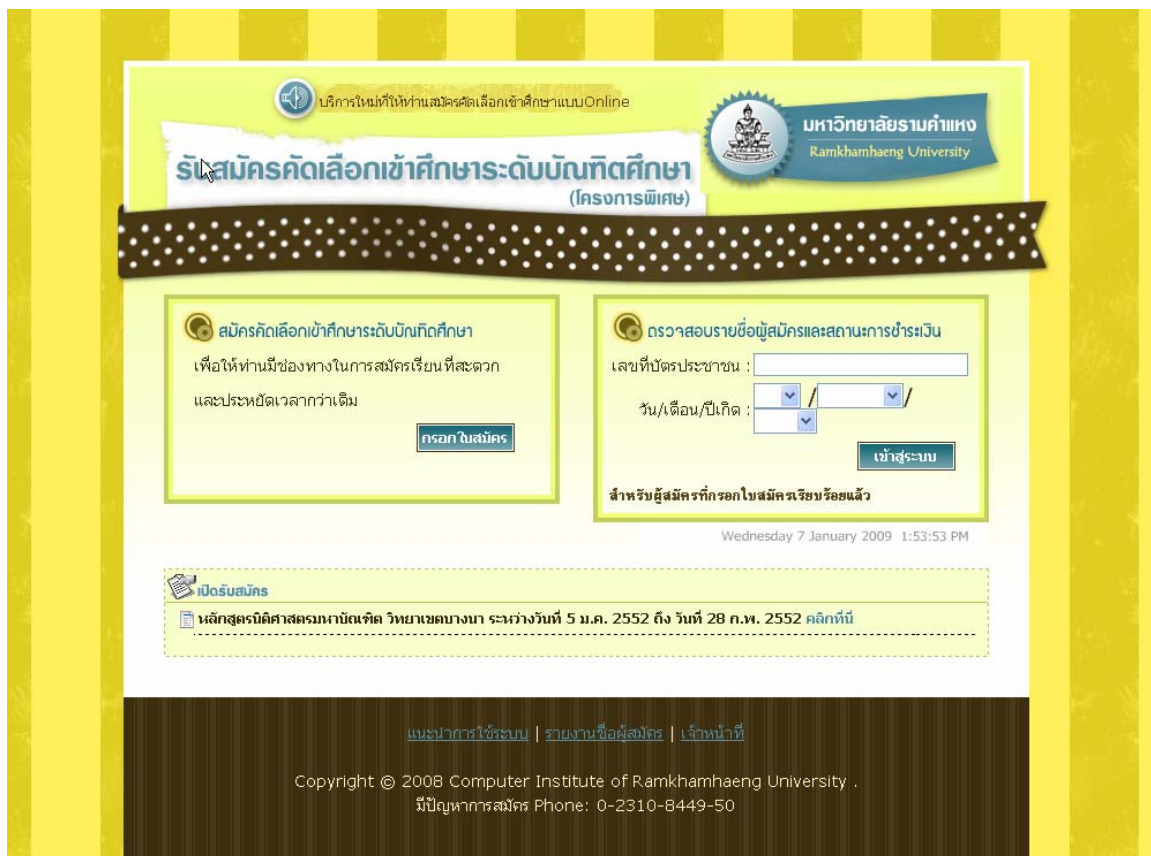 บริการใหม่ที่ให้ท่านสมัครคัดเลือกเข้าศึกษาแบบOnline
มหาวิทยาลัยรามคำแหง
Ramkhamhaeng University
รับสมัครคัดเลือกเข้าศึกษาระดับบัณฑิตศึกษา
(โครงการพิเศษ)
สมัครคัดเลือกเข้าศึกษาระดับบัณฑิตศึกษา
เพื่อให้ท่านมีช่องทางในการสมัครเรียนที่สะดวก
และประหยัดเวลากว่าเดิม
กรอกใบสมัคร
ตรวจสอบรายชื่อผู้สมัครและสถานะการชำระเงิน
เลขที่บัตรประชาชน :
วัน/เดือน/ปีเกิด : / /
เข้าสู่ระบบ
สำหรับผู้สมัครที่กรอกใบสมัครเรียบร้อยแล้ว
Wednesday 7 January 2009 1:53:53 PM
เปิดรับสมัคร
หลักสูตรนิติศาสตรมหาบัณฑิต วิทยาเขตบางนา ระหว่างวันที่ 5 ม.ค. 2552 ถึง วันที่ 28 ก.พ. 2552 คลิกที่นี่
แนะนำการใช้ระบบ | รายงานชื่อผู้สมัคร | เจ้าหน้าที่
Copyright © 2008 Computer Institute of Ramkhamhaeng University .
มีปัญหาการสมัคร Phone: 0-2310-8449-50